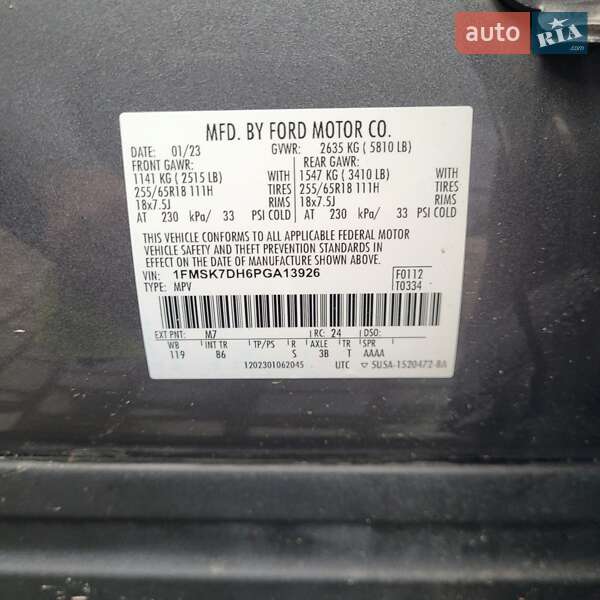 auto RIA .com
MFD. BY FORD MOTOR CO.
DATE: 01/23 GVWR: 2635 KG ( 5810 LB)
FRONT GAWR: REAR GAWR:
1141 KG ( 2515 LB) WITH 1547 KG ( 3410 LB) WITH
255/65R18 111H TIRES 255/65R18 111H TIRES
18x7.5J RIMS 18x7.5J RIMS
AT 230 kPa/ 33 PSI COLD AT 230 kPa/ 33 PSI COLD
THIS VEHICLE CONFORMS TO ALL APPLICABLE FEDERAL MOTOR
VEHICLE SAFETY AND THEFT PREVENTION STANDARDS IN
EFFECT ON THE DATE OF MANUFACTURE SHOWN ABOVE.
VIN: 1FMSK7DH6PGA13926 F0112
TYPE: MPV T0334
EXT PNT: M7 RC: 24 DSO:
WB INT TR TP/PS R AXLE TR SPR
119 B6 S 3B T AAAA
1202301062045 UTC ▽ 5U5A-1520472-BA